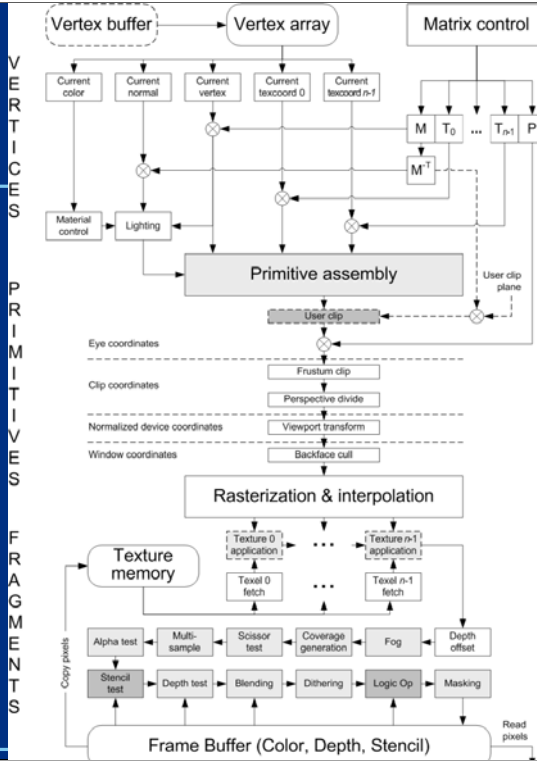 Vertex buffer
Vertex array
Matrix control
VERTICES
Current
color
Current
normal
Current
vertex
Current
texcoord 0
Current
texcoord n-1
M
T0
...
Tn-1
P
M-T
Material
control
Lighting
Primitive assembly
User clip
plane
User clip
PRIMITIVES
Eye coordinates
Clip coordinates
Frustum clip
Perspective divide
Normalized device coordinates
Viewport transform
Window coordinates
Backface cull
Rasterization & interpolation
FRAGMENTS
Texture 0
application
...
Texture n-1
application
Texture
memory
Texel 0
fetch
...
Texel n-1
fetch
Copy pixels
Alpha test
Multi-
sample
Scissor
test
Coverage
generation
Fog
Depth
offset
Stencil
test
Depth test
Blending
Dithering
Logic Op
Masking
Read
pixels
Frame Buffer (Color, Depth, Stencil)